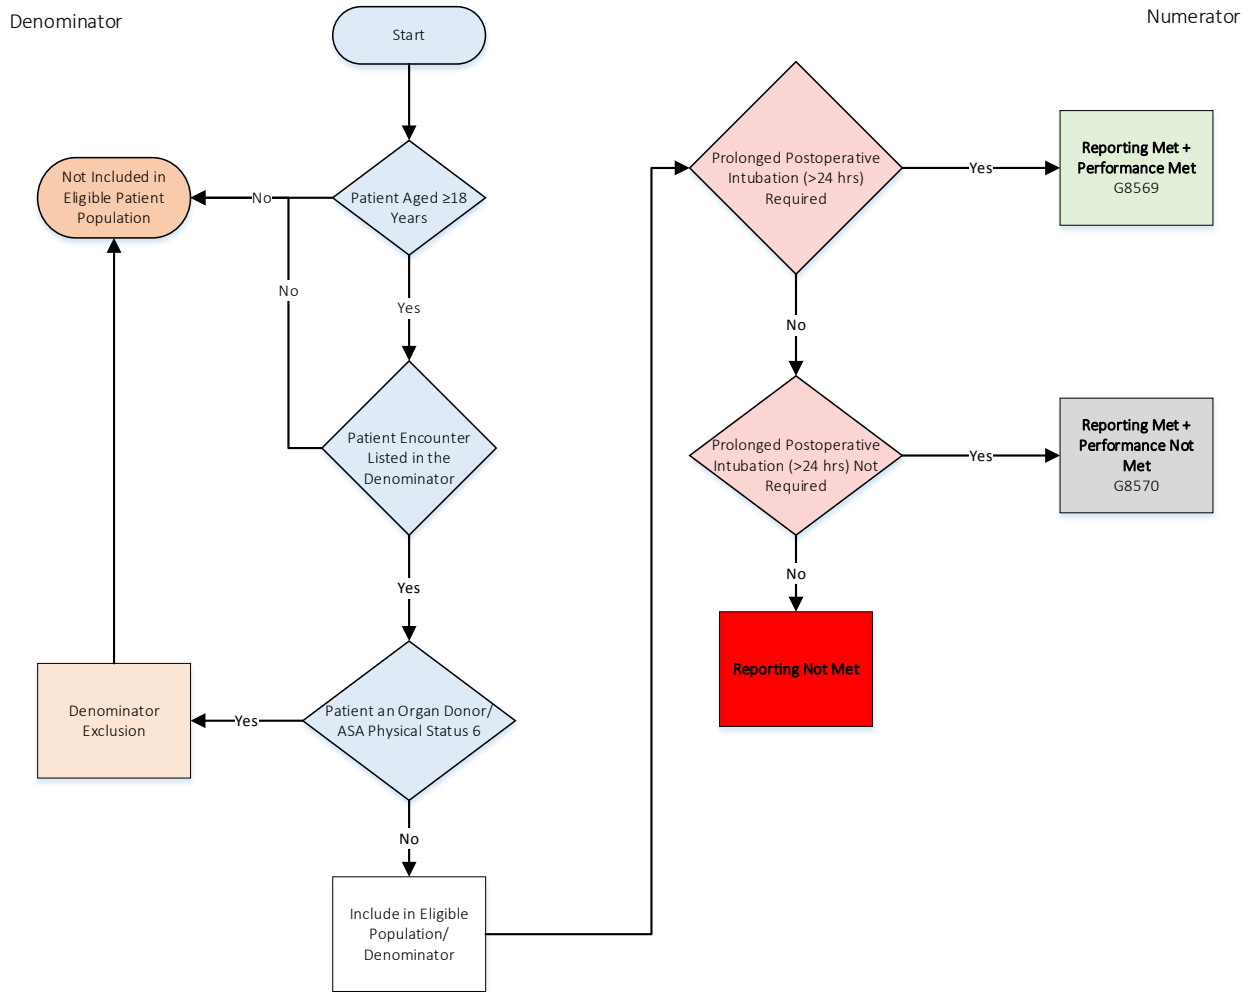 Denominator
Numerator
Start
Patient Aged ≥18
Years
No
Not Included in
Eligible Patient
Population
No
Yes
Patient Encounter
Listed in the
Denominator
Yes
Patient an Organ Donor/
ASA Physical Status 6
Yes
Denominator
Exclusion
No
Include in Eligible
Population/
Denominator
Prolonged Postoperative
Intubation (>24 hrs)
Required
Yes
Reporting Met +
Performance Met
G8569
No
Prolonged Postoperative
Intubation (>24 hrs) Not
Required
Yes
Reporting Met +
Performance Not
Met
G8570
No
Reporting Not Met